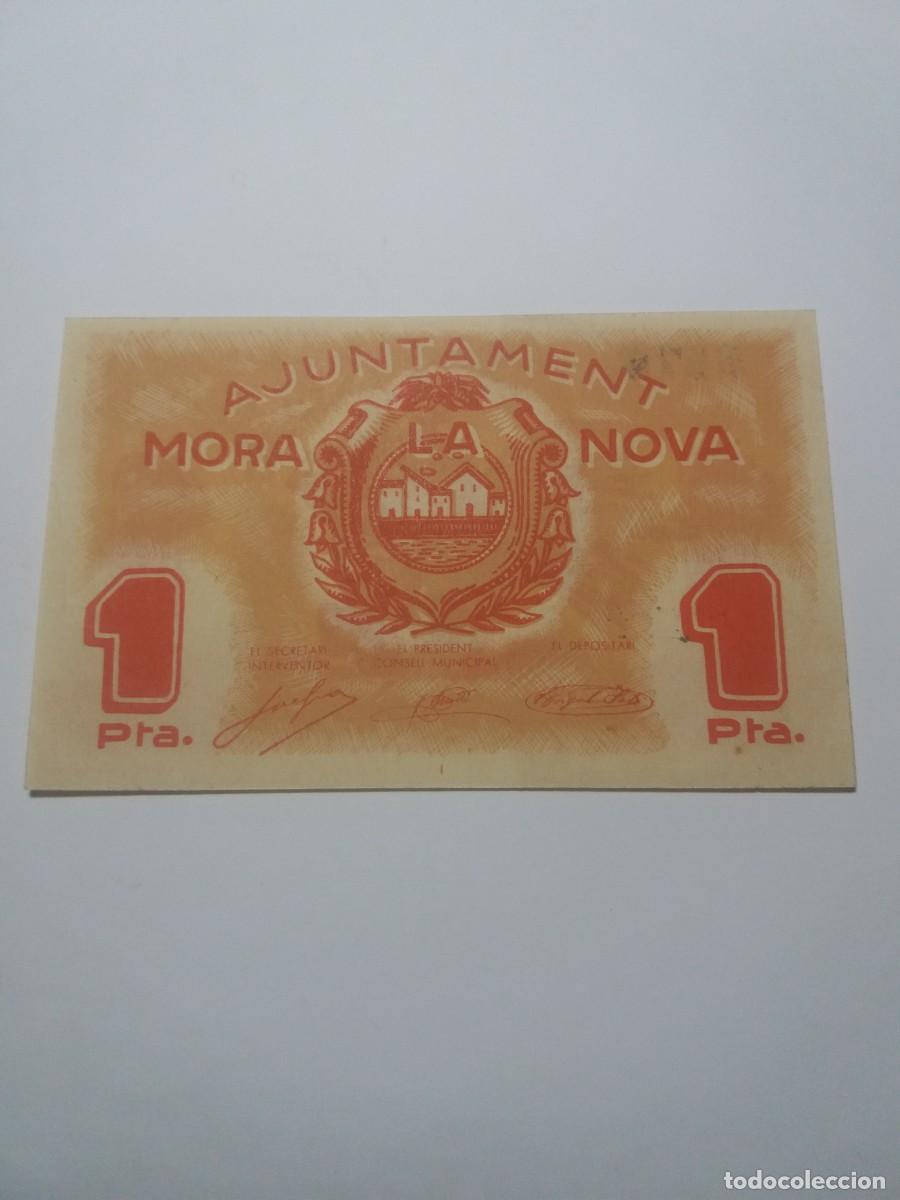 AJUNTAMENT
MORA LA NOVA
1 Pta.
EL SECRETARI
INTERVENTOR
EL PRESIDENT
CONSELL MUNICIPAL
EL DEPOSITARI
1 Pta.
todocoleccion